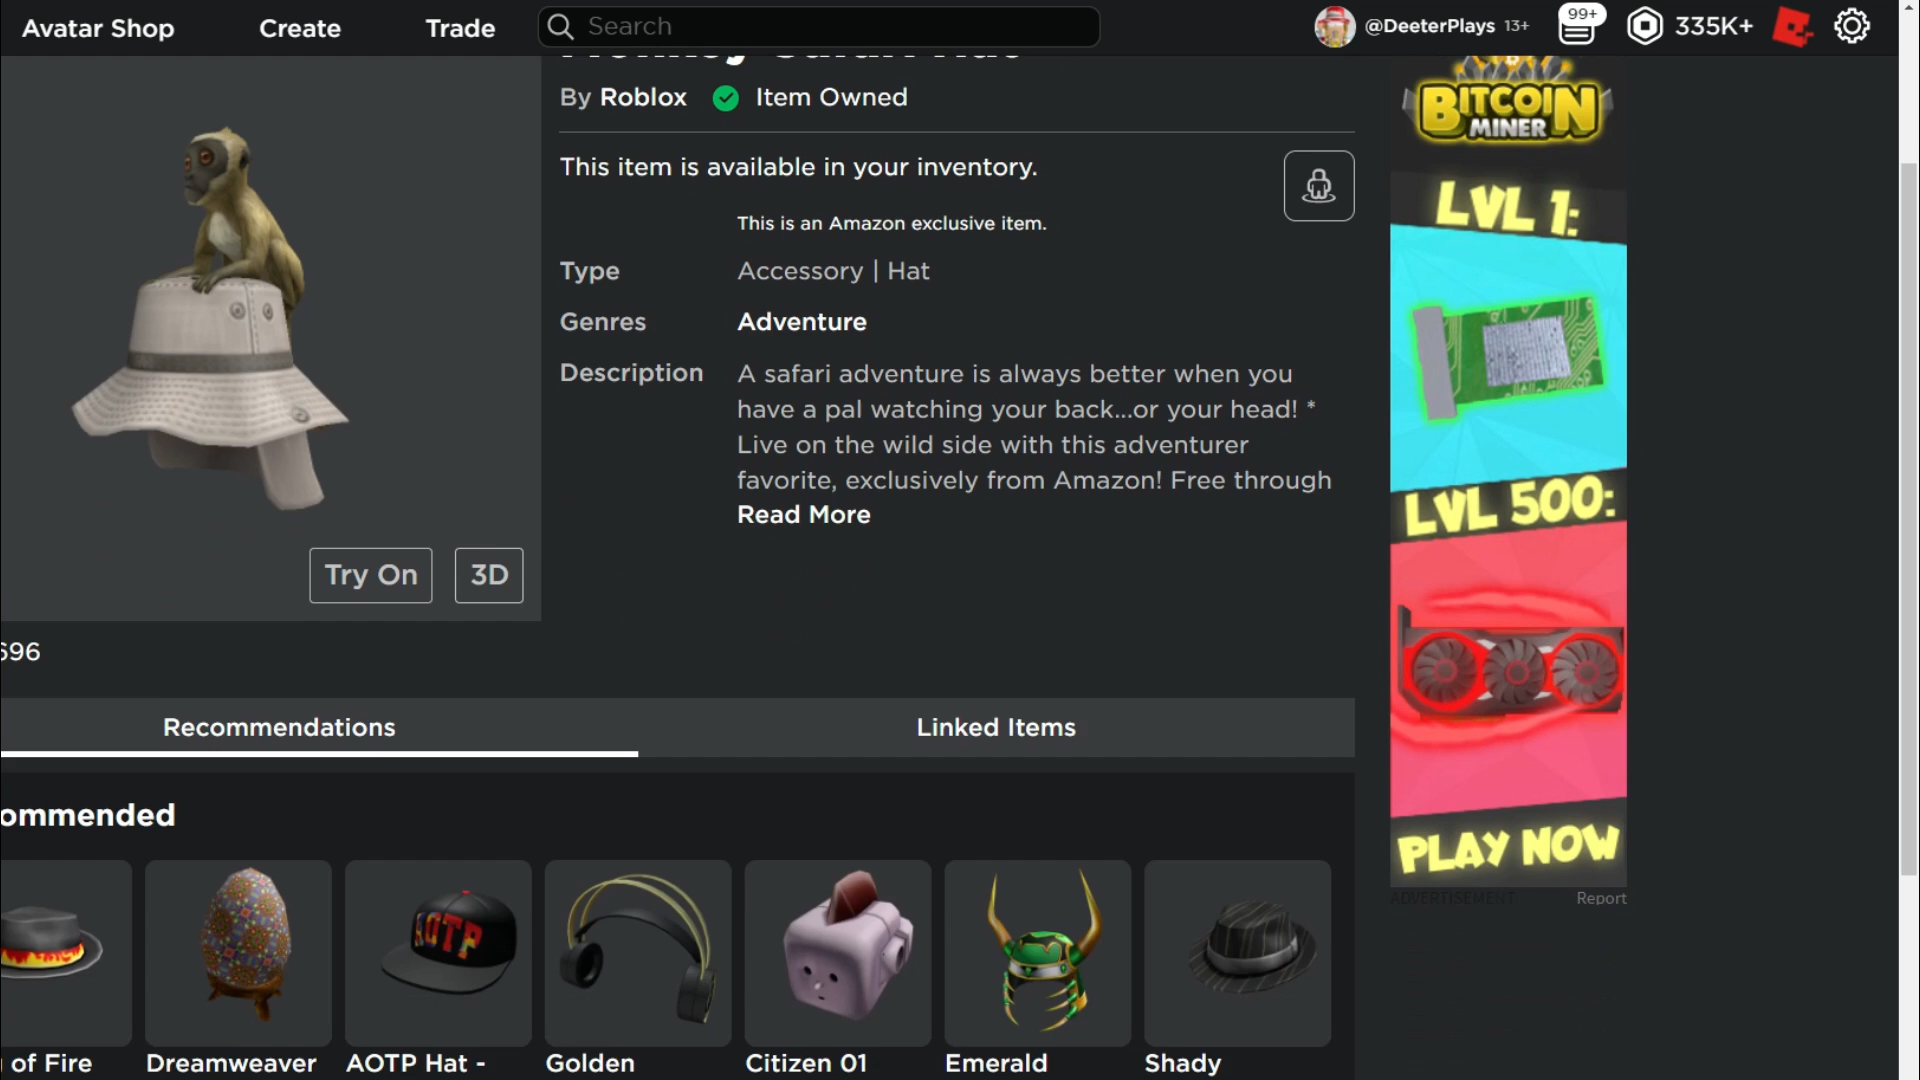 Avatar Shop
Create
Trade
Search
@DeeterPlays 13+
99+
335K+
By Roblox Item Owned
This item is available in your inventory.
This is an Amazon exclusive item.
Type
Accessory | Hat
Genres
Adventure
Description
A safari adventure is always better when you
have a pal watching your back...or your head! *
Live on the wild side with this adventurer
favorite, exclusively from Amazon! Free through
Read More
Try On
3D
696
Recommendations
Linked Items
ommended
AOTP
of Fire
Dreamweaver
AOTP Hat -
Golden
Citizen 01
Emerald
Shady
BITCOIN
MINER
LVL 1:
LVL 500:
PLAY NOW
ADVERTISEMENT
Report